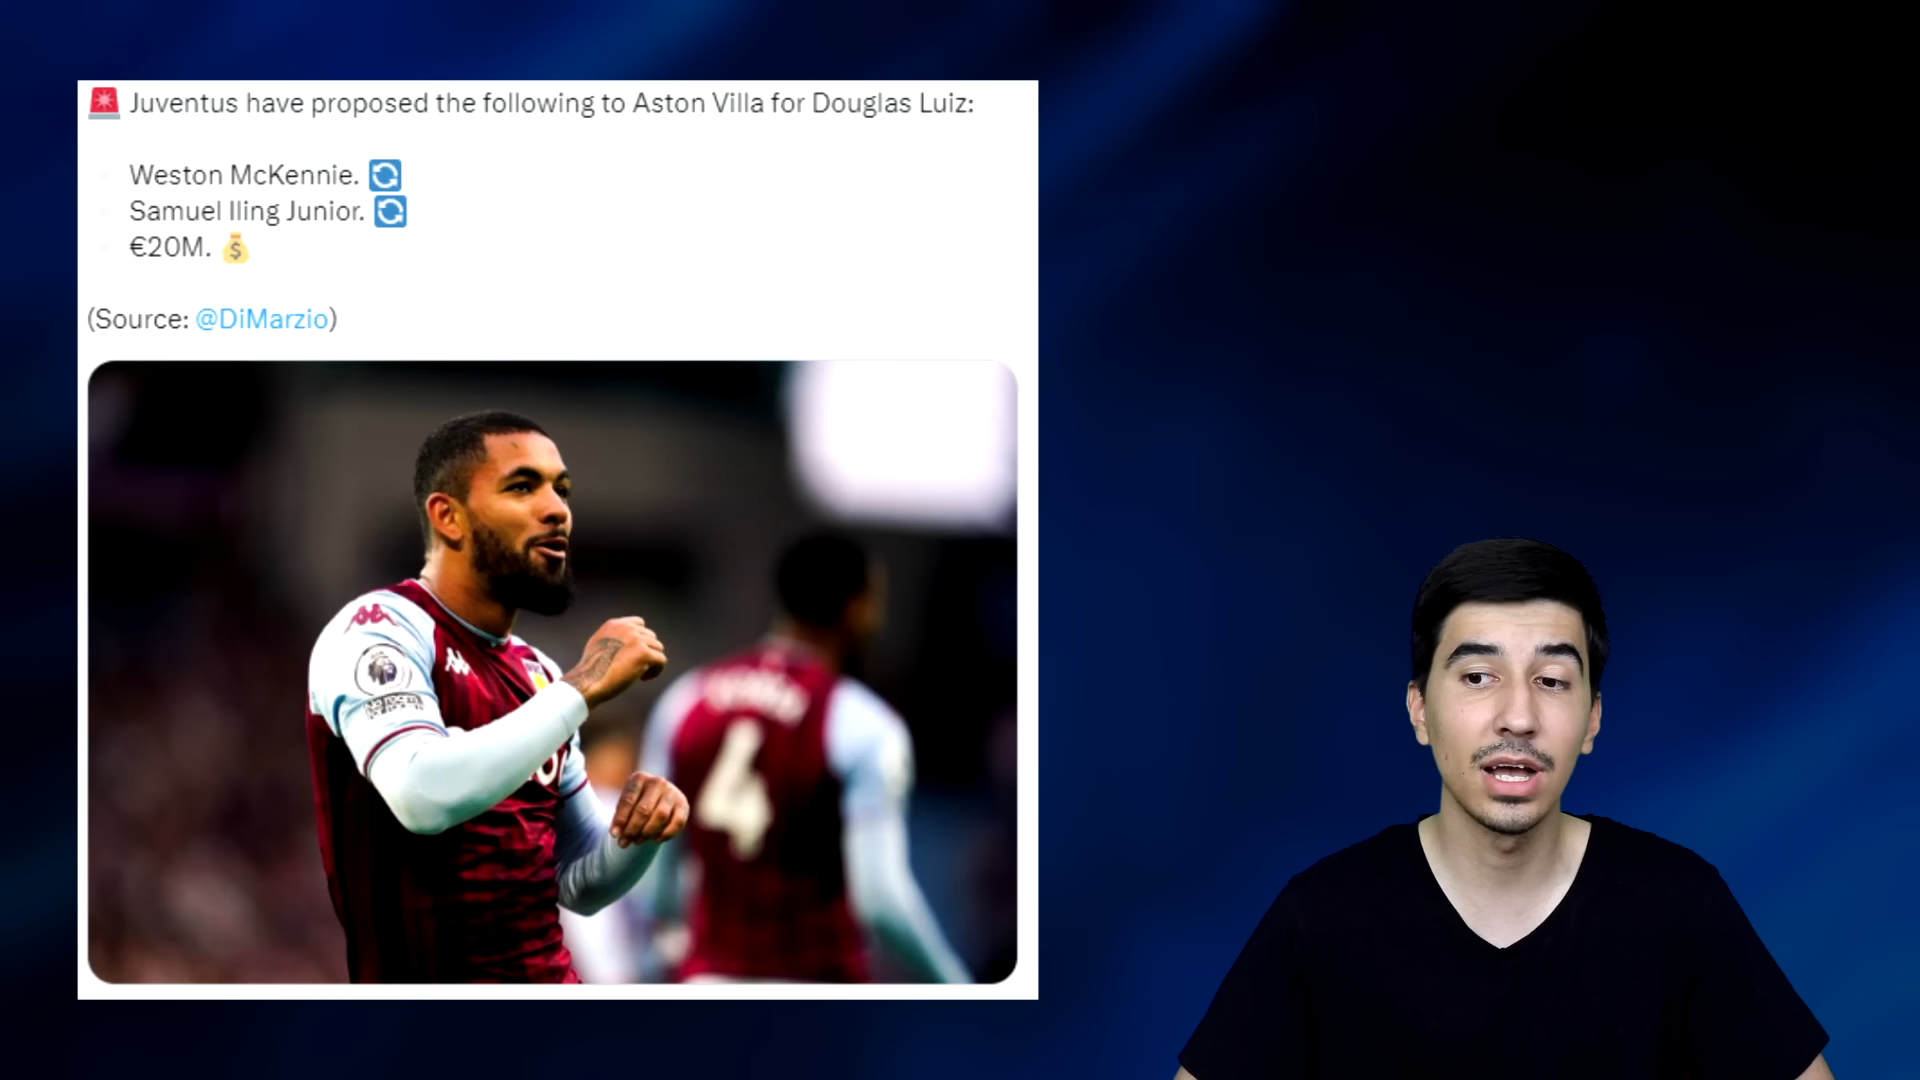 🚨 Juventus have proposed the following to Aston Villa for Douglas Luiz:
Weston McKennie. 🔄
Samuel Iling Junior. 🔄
€20M. 💰
(Source: @DiMarzio)
4